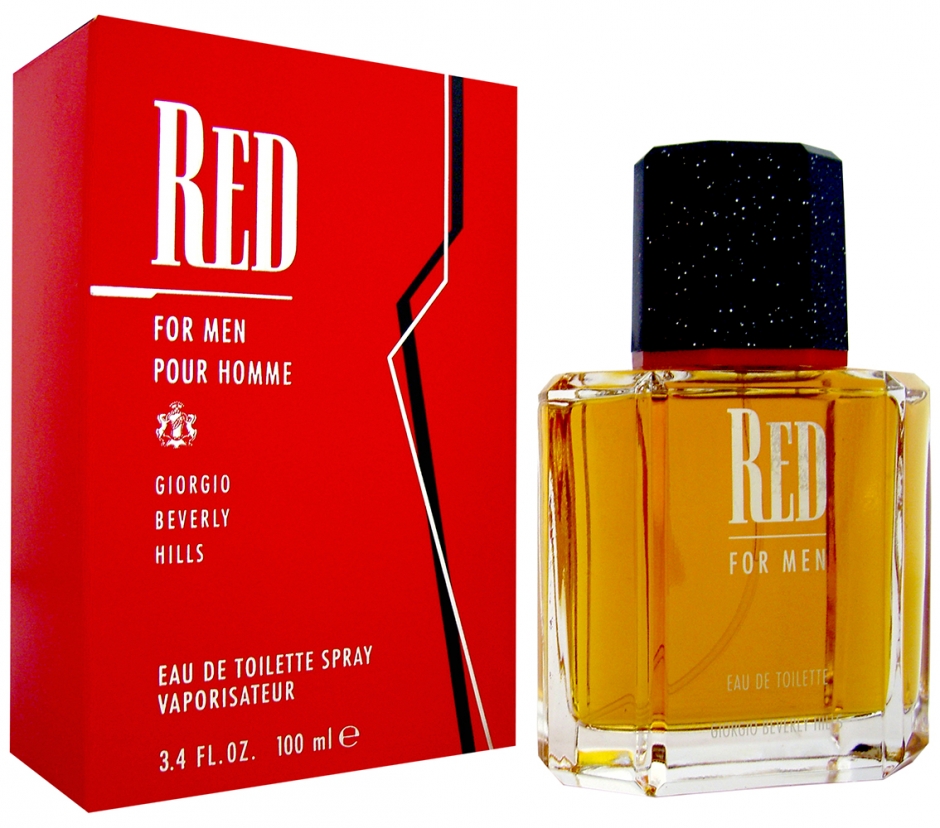 RED
FOR MEN
POUR HOMME
GIORGIO
BEVERLY
HILLS
EAU DE TOILETTE SPRAY
VAPORISATEUR
3.4 FL.OZ. 100 ml ℮
RED
FOR MEN
EAU DE TOILETTE
GIORGIO BEVERLY HILLS